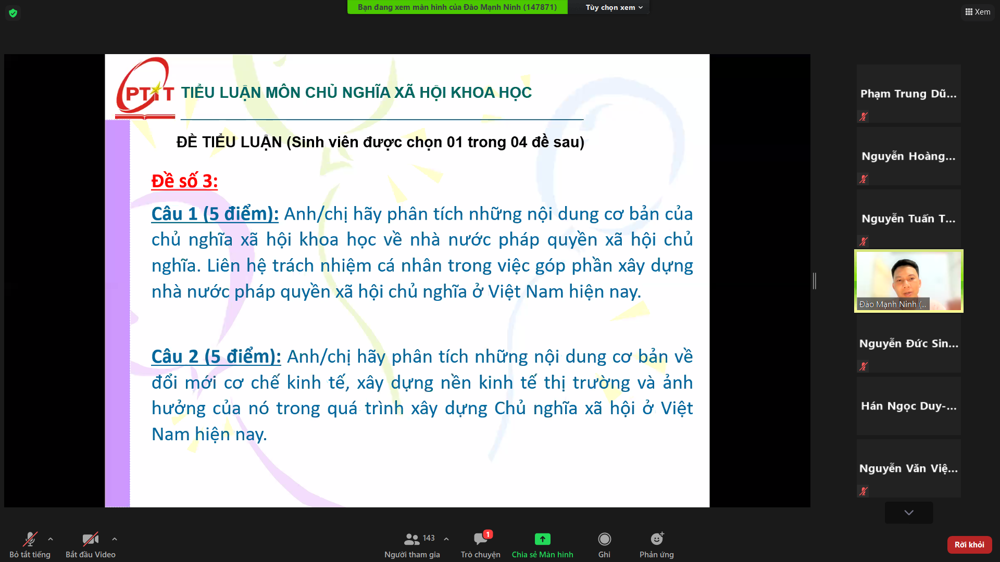 Bạn đang xem màn hình của Đào Mạnh Ninh (147871)
Tùy chọn xem
Xem
PTIT
TIỂU LUẬN MÔN CHỦ NGHĨA XÃ HỘI KHOA HỌC
ĐỀ TIỂU LUẬN (Sinh viên được chọn 01 trong 04 đề sau)
Đề số 3:
Câu 1 (5 điểm): Anh/chị hãy phân tích những nội dung cơ bản của
chủ nghĩa xã hội khoa học về nhà nước pháp quyền xã hội chủ
nghĩa. Liên hệ trách nhiệm cá nhân trong việc góp phần xây dựng
nhà nước pháp quyền xã hội chủ nghĩa ở Việt Nam hiện nay.
Câu 2 (5 điểm): Anh/chị hãy phân tích những nội dung cơ bản về
đổi mới cơ chế kinh tế, xây dựng nền kinh tế thị trường và ảnh
hưởng của nó trong quá trình xây dựng Chủ nghĩa xã hội ở Việt
Nam hiện nay.
Phạm Trung Dũ...
Nguyễn Hoàng...
Nguyễn Tuấn T...
Đào Mạnh Ninh (...
Nguyễn Đức Sin...
Hán Ngọc Duy-...
Nguyễn Văn Việ...
Bỏ tắt tiếng
Bắt đầu Video
143
Người tham gia
1
Trò chuyện
Chia sẻ Màn hình
Ghi
Phản ứng
Rời khỏi